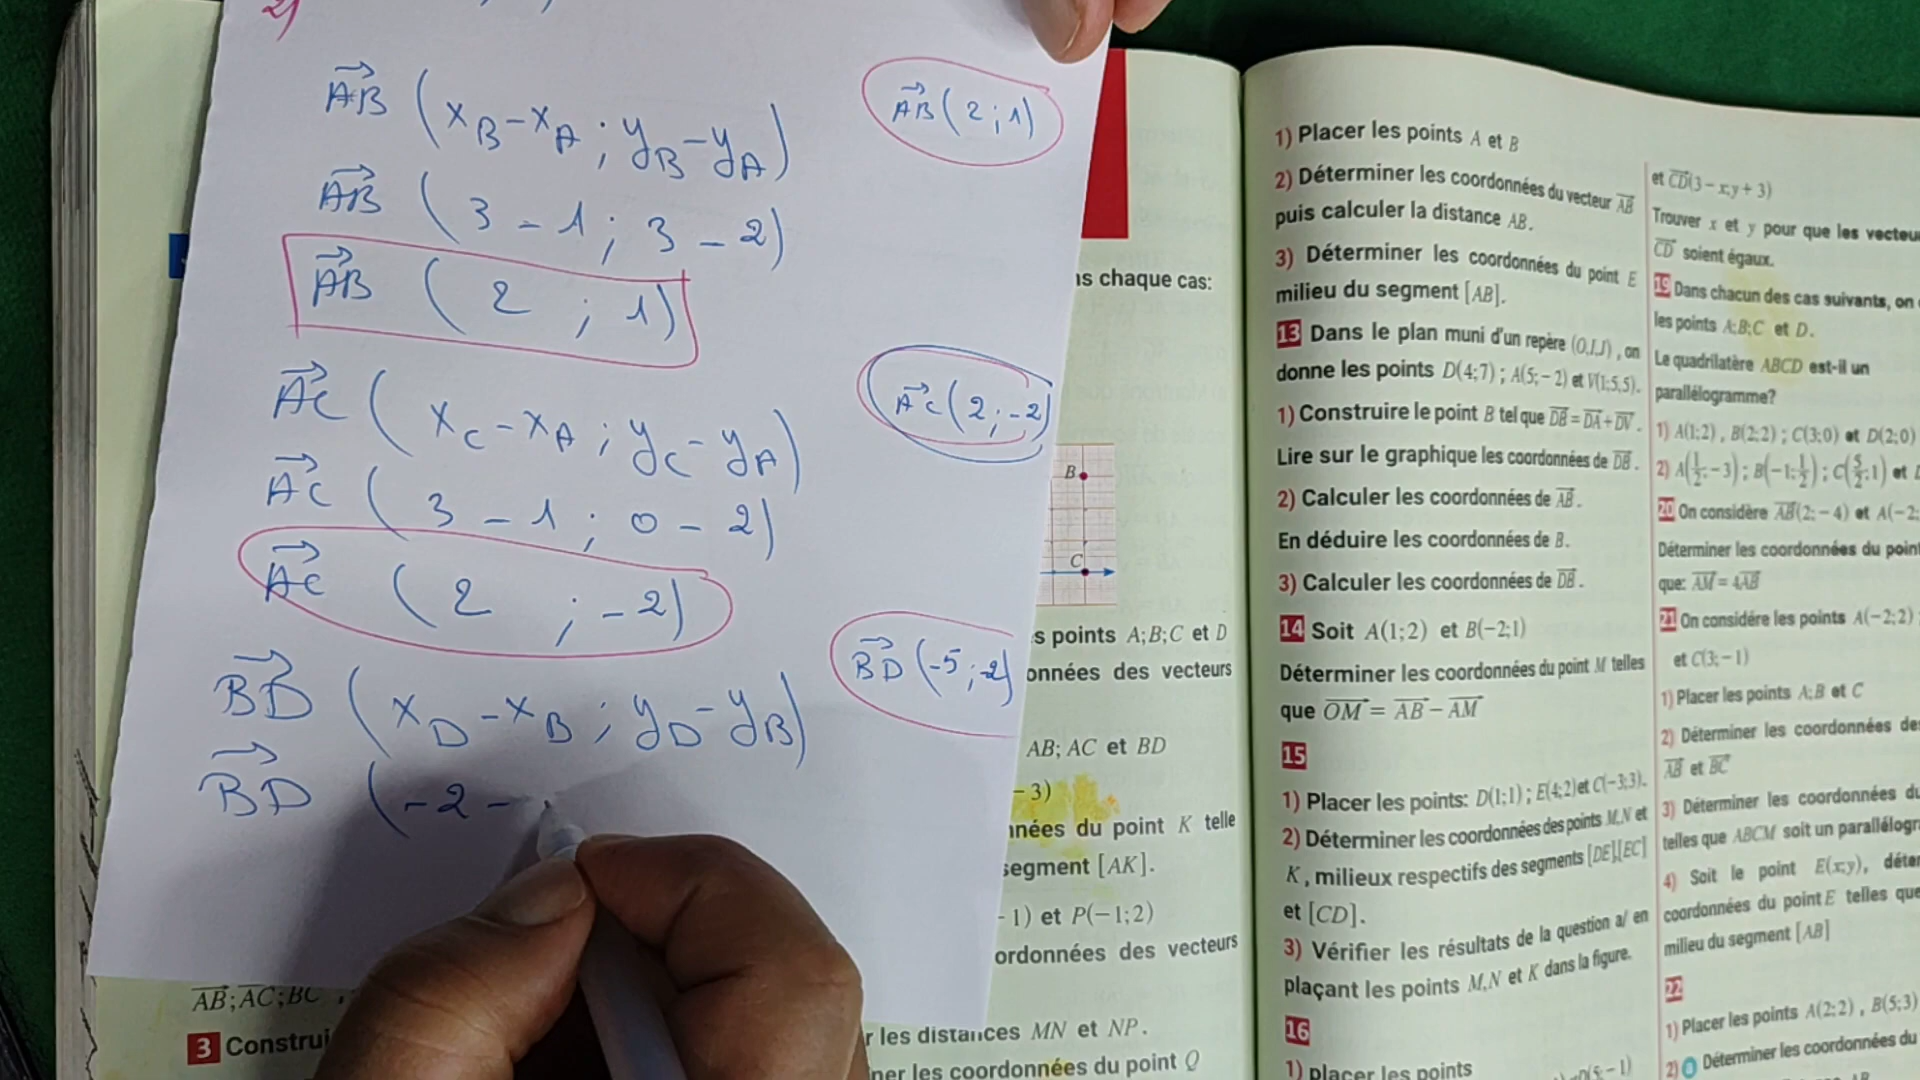 2)
AB (xB-xA ; yB-yA)
AB (3 - 1 ; 3 - 2)
AB (2 ; 1)
AC (xC-xA ; yC-yA)
AC (3 - 1 ; 0 - 2)
AC (2 ; -2)
BD (xD-xB ; yD-yB)
BD (-2 -
AB (2 ; 1)
AC (2 ; -2)
BD (-5 ; -2)
AB ; AC ; BC
3 Construi
ns chaque cas:
B
C
s points A;B;C et D
onnées des vecteurs
AB; AC et BD
-3)
nnées du point K telle
segment [AK].
-1) et P(-1;2)
ordonnées des vecteurs
r les distances MN et NP.
ner les coordonnées du point Q
1) Placer les points A et B
2) Déterminer les coordonnées du vecteur AB
puis calculer la distance AB.
3) Déterminer les coordonnées du point E
milieu du segment [AB].
13 Dans le plan muni d'un repère (O,I,J), on
donne les points D(4;7) ; A(5;-2) et V(1;5,5).
1) Construire le point B tel que DB = DA + DV.
Lire sur le graphique les coordonnées de DB.
2) Calculer les coordonnées de AB.
En déduire les coordonnées de B.
3) Calculer les coordonnées de DB.
14 Soit A(1;2) et B(-2;1)
Déterminer les coordonnées du point M telles
que OM = AB - AM
15
1) Placer les points: D(1;1) ; E(4;2) et C(-3;3).
2) Déterminer les coordonnées des points M,N et
K, milieux respectifs des segments [DE],[EC]
et [CD].
3) Vérifier les résultats de la question a/ en
plaçant les points M,N et K dans la figure.
16
1) placer les points
et CD(3-x;y+3)
Trouver x et y pour que les vecteu
CD soient égaux.
19 Dans chacun des cas suivants, on
les points A;B;C et D.
Le quadrilatère ABCD est-il un
parallélogramme?
1) A(1;2) , B(2;2) ; C(3;0) et D(2;0)
2) A(1/2;-3) ; B(-1;1/2) ; C(5/2;1) et
20 On considère AB(2;-4) et A(-2;
Déterminer les coordonnées du point
que: AM = 4AB
21 On considère les points A(-2;2)
et C(3;-1)
1) Placer les points A;B et C
2) Déterminer les coordonnées de
AB et BC
3) Déterminer les coordonnées du
telles que ABCM soit un parallélogr
4) Soit le point E(x;y), déte
coordonnées du point E telles que
milieu du segment [AB]
22
1) Placer les points A(2;2) , B(5;3)
2) Déterminer les coordonnées du